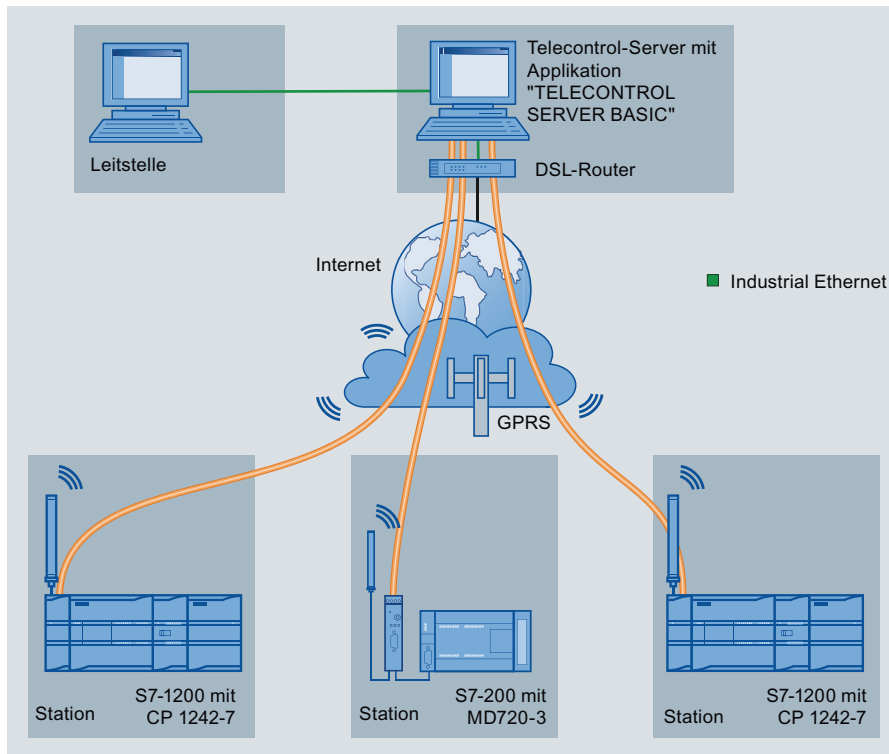 Telecontrol-Server mit
Applikation
"TELECONTROL
SERVER BASIC"
Leitstelle
DSL-Router
Internet
Industrial Ethernet
GPRS
Station
S7-1200 mit
CP 1242-7
Station
S7-200 mit
MD720-3
Station
S7-1200 mit
CP 1242-7